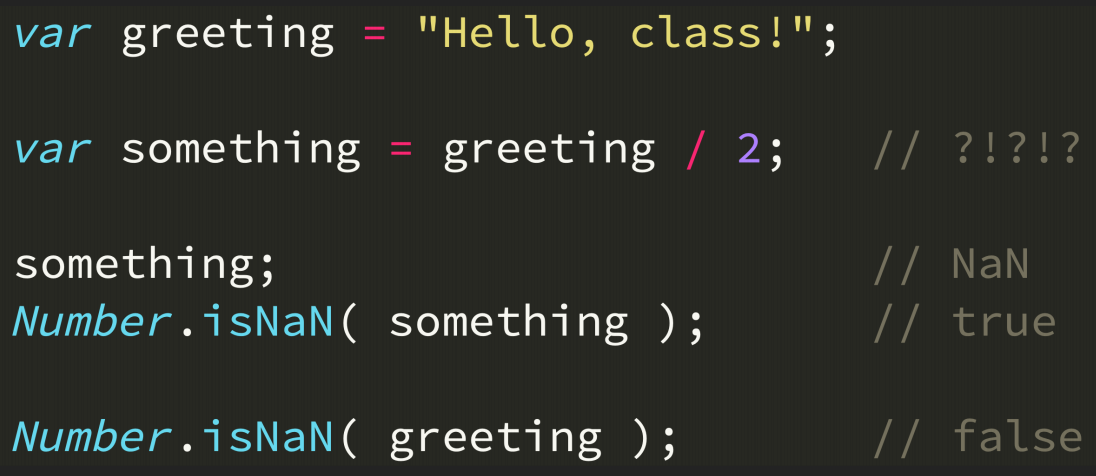 var greeting = "Hello, class!";
var something = greeting / 2;   // ?!?!?
something;                      // NaN
Number.isNaN( something );      // true
Number.isNaN( greeting );       // false